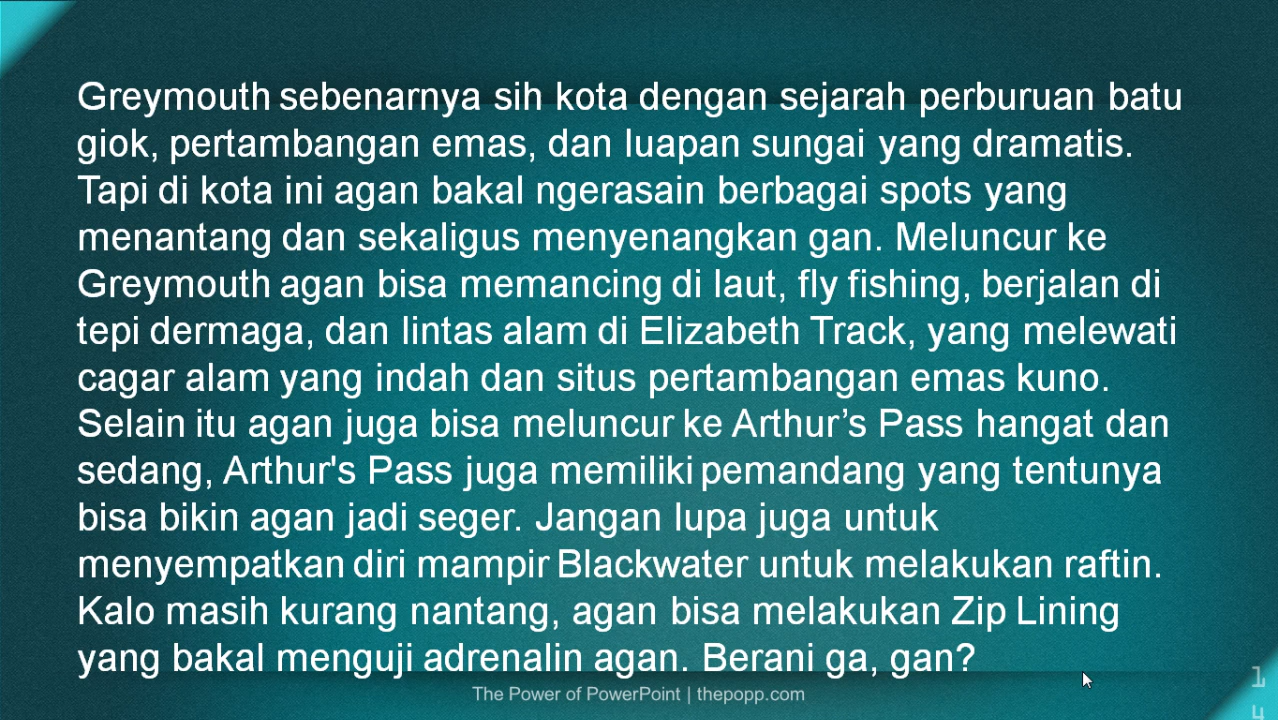 Greymouth sebenarnya sih kota dengan sejarah perburuan batu
giok, pertambangan emas, dan luapan sungai yang dramatis.
Tapi di kota ini agan bakal ngerasain berbagai spots yang
menantang dan sekaligus menyenangkan gan. Meluncur ke
Greymouth agan bisa memancing di laut, fly fishing, berjalan di
tepi dermaga, dan lintas alam di Elizabeth Track, yang melewati
cagar alam yang indah dan situs pertambangan emas kuno.
Selain itu agan juga bisa meluncur ke Arthur’s Pass hangat dan
sedang, Arthur's Pass juga memiliki pemandang yang tentunya
bisa bikin agan jadi seger. Jangan lupa juga untuk
menyempatkan diri mampir Blackwater untuk melakukan raftin.
Kalo masih kurang nantang, agan bisa melakukan Zip Lining
yang bakal menguji adrenalin agan. Berani ga, gan?
The Power of PowerPoint | thepopp.com